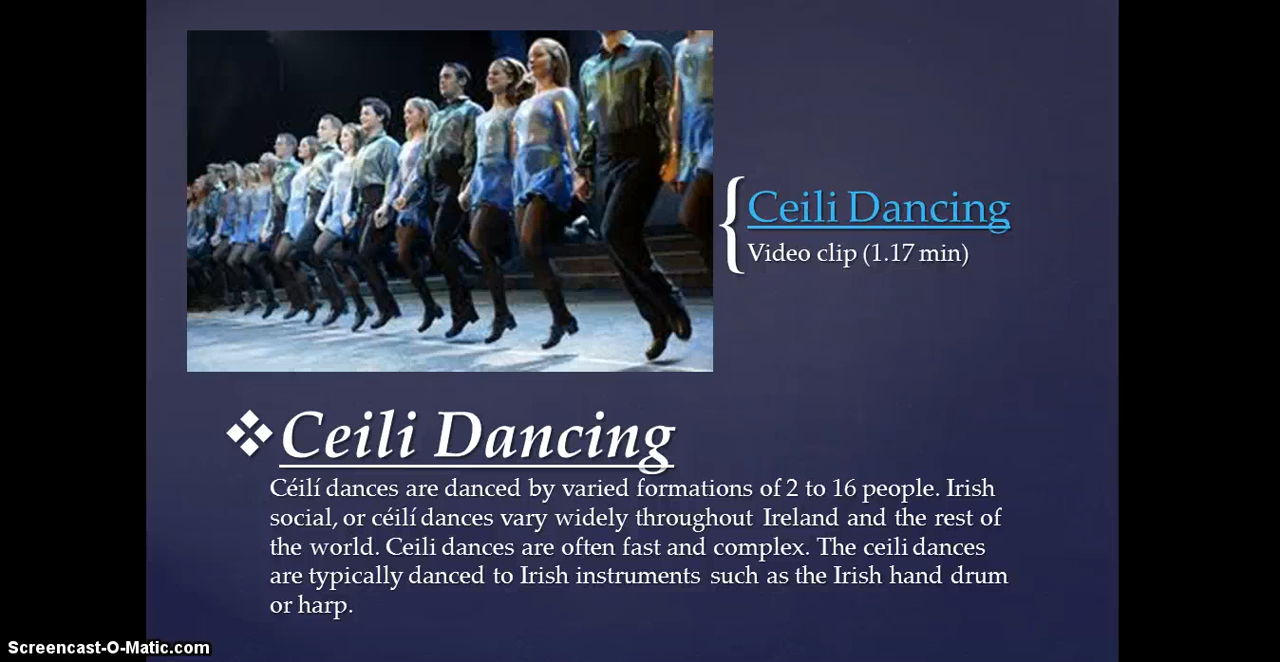 Ceili Dancing
Video clip (1.17 min)
Ceili Dancing
Céilí dances are danced by varied formations of 2 to 16 people. Irish
social, or céilí dances vary widely throughout Ireland and the rest of
the world. Ceili dances are often fast and complex. The ceili dances
are typically danced to Irish instruments such as the Irish hand drum
or harp.
Screencast-O-Matic.com